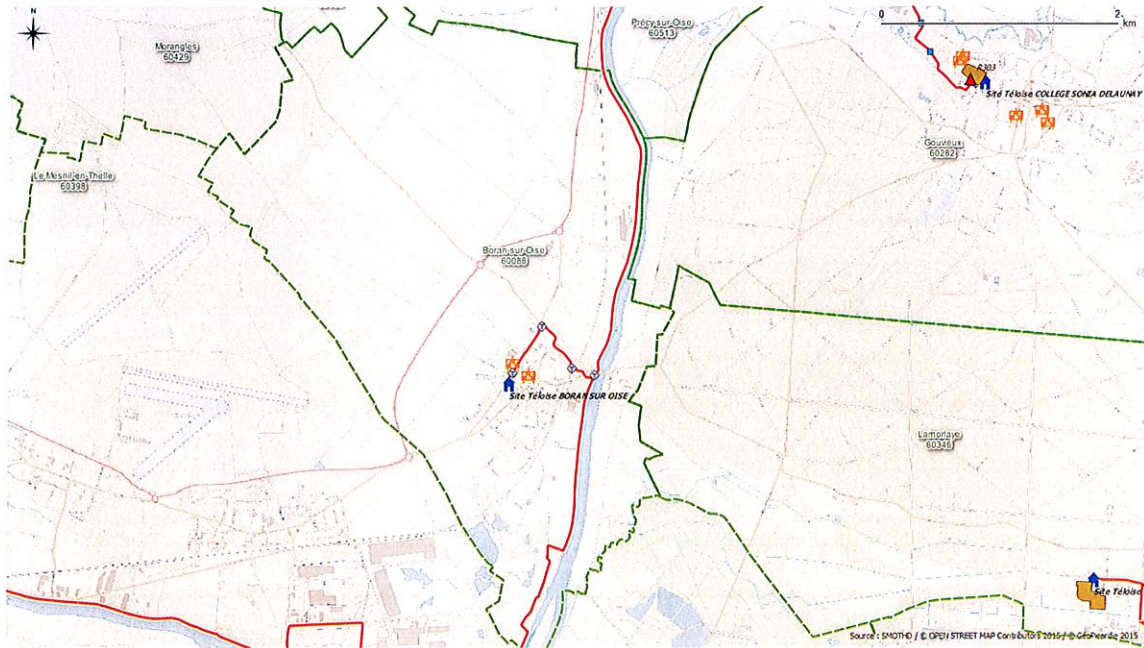 N
Morangles
60429
Précy-sur-Oise
60513
0
2
km
R303
Site Téloise COLLEGE SONIA DELAUNAY
Gouvieux
60282
Le Mesnil-en-Thelle
60398
Boran-sur-Oise
60086
Site Téloise BORAN SUR OISE
Lamorlaye
60346
Site Téloise
Source : SMOTHD / © OPEN STREET MAP Contributors 2015 / © GéoPicardie 2015